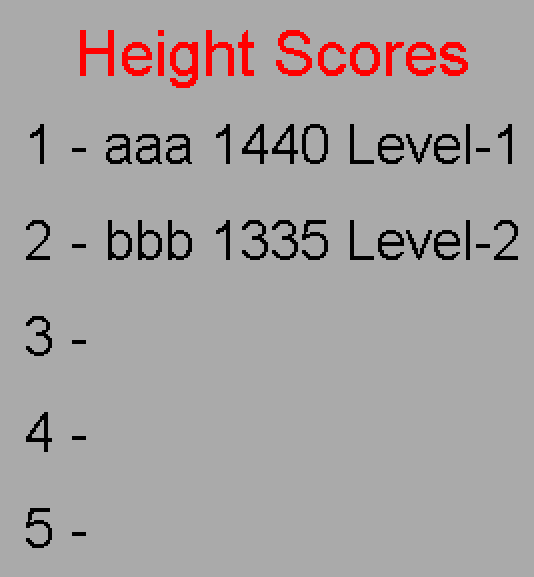 Height Scores
1 - aaa 1440 Level-1
2 - bbb 1335 Level-2
3 -
4 -
5 -